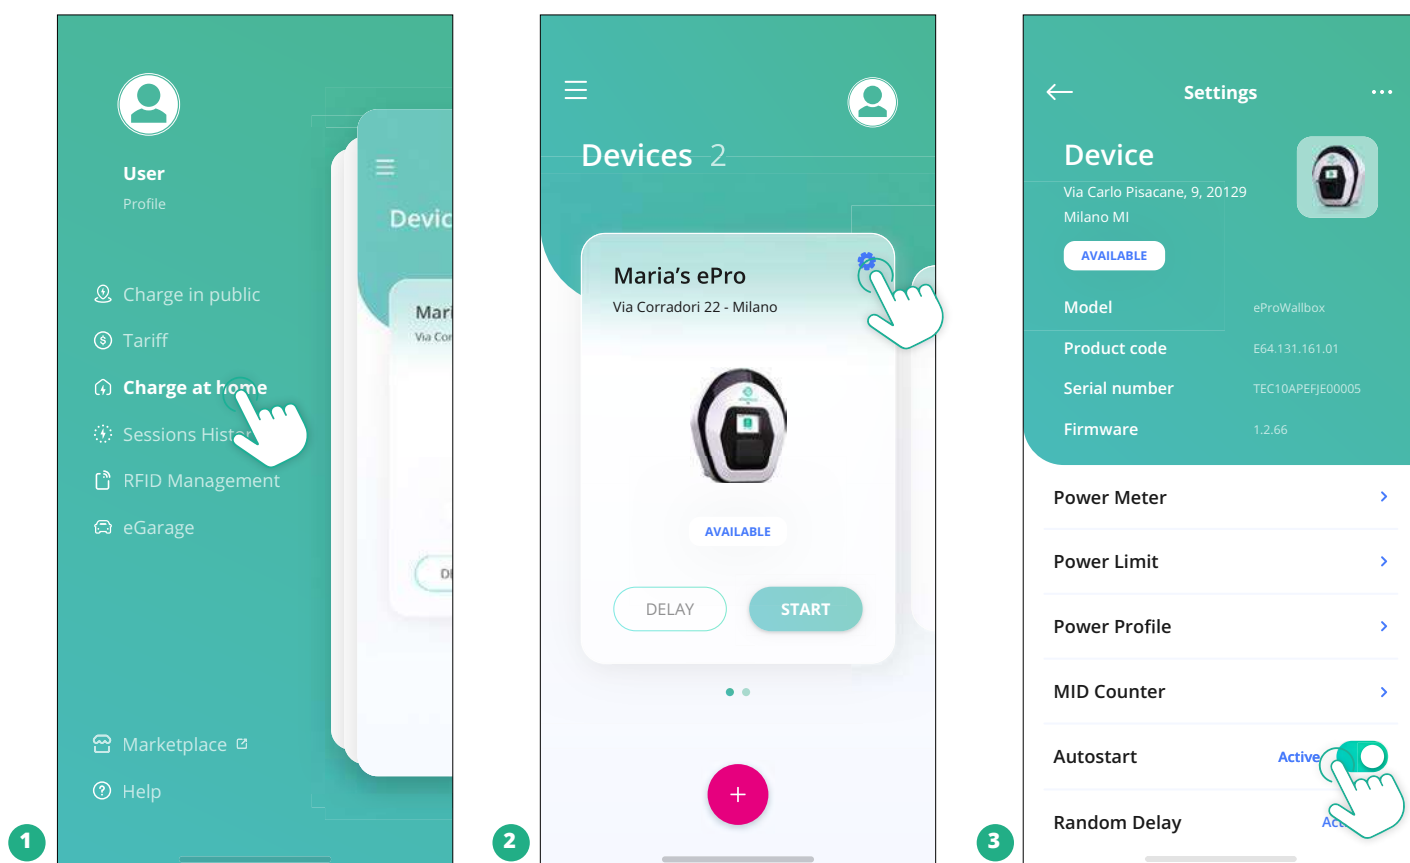 User
Profile
Charge in public
Tariff
Charge at home
Sessions
RFID Management
eGarage
Marketplace
Help
Devic
Mari
Via Cor
1
Devices 2
Maria's ePro
Via Corradori 22 - Milano
AVAILABLE
DELAY
START
+
2
Settings
Device
Via Carlo Pisacane, 9, 20129
Milano MI
AVAILABLE
Model eProWallbox
Product code E64.131.161.01
Serial number TEC10APEFJE00005
Firmware 1.2.66
Power Meter
Power Limit
Power Profile
MID Counter
Autostart Active
Random Delay
3